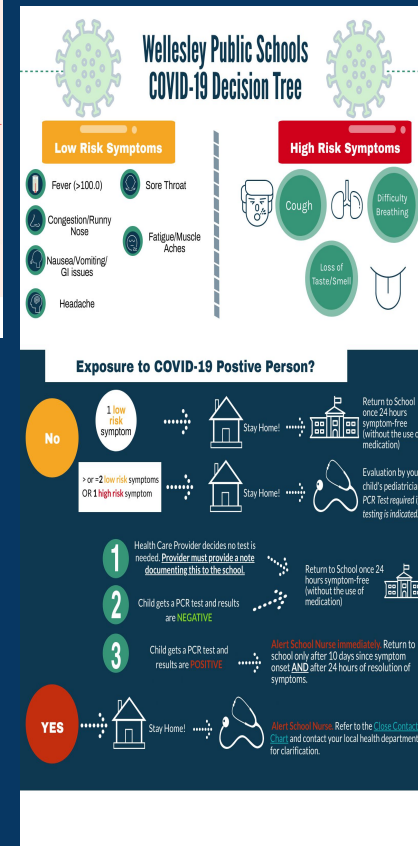 Wellesley Public Schools
COVID-19 Decision Tree
Low Risk Symptoms
Fever (>100.0)
Sore Throat
Congestion/Runny
Nose
Fatigue/Muscle
Aches
Nausea/Vomiting/
GI issues
Headache
High Risk Symptoms
Cough
Difficulty
Breathing
Loss of
Taste/Smell
Exposure to COVID-19 Postive Person?
No
1 low
risk
symptom
Stay Home!
Return to School
once 24 hours
symptom-free
(without the use of
medication)
> or =2 low risk symptoms
OR 1 high risk symptom
Stay Home!
Evaluation by your
child's pediatrician
PCR Test required if
testing is indicated.
1
Health Care Provider decides no test is
needed. Provider must provide a note
documenting this to the school.
2
Child gets a PCR test and results
are NEGATIVE
Return to School once 24
hours symptom-free
(without the use of
medication)
3
Child gets a PCR test and
results are POSITIVE
Alert School Nurse immediately. Return to
school only after 10 days since symptom
onset AND after 24 hours of resolution of
symptoms.
YES
Stay Home!
Alert School Nurse. Refer to the Close Contact
Chart and contact your local health department
for clarification.